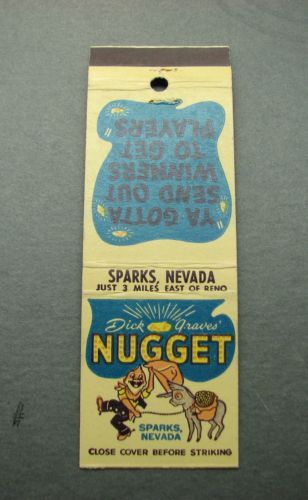 YA GOTTA
SEND OUT
WINNERS
TO GET
PLAYERS
SPARKS, NEVADA
JUST 3 MILES EAST OF RENO
Dick Graves'
NUGGET
SPARKS,
NEVADA
CLOSE COVER BEFORE STRIKING